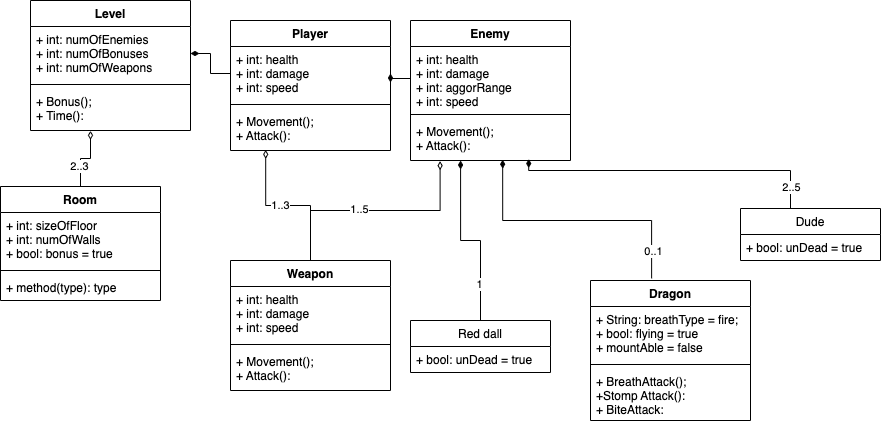 Level
+ int: numOfEnemies
+ int: numOfBonuses
+ int: numOfWeapons
+ Bonus();
+ Time():
Player
+ int: health
+ int: damage
+ int: speed
+ Movement();
+ Attack():
Enemy
+ int: health
+ int: damage
+ int: aggorRange
+ int: speed
+ Movement();
+ Attack():
2..3
Room
+ int: sizeOfFloor
+ int: numOfWalls
+ bool: bonus = true
+ method(type): type
1..3
1..5
2..5
Dude
+ bool: unDead = true
0..1
1
Weapon
+ int: health
+ int: damage
+ int: speed
+ Movement();
+ Attack():
Red dall
+ bool: unDead = true
Dragon
+ String: breathType = fire;
+ bool: flying = true
+ mountAble = false
+ BreathAttack();
+Stomp Attack():
+ BiteAttack: